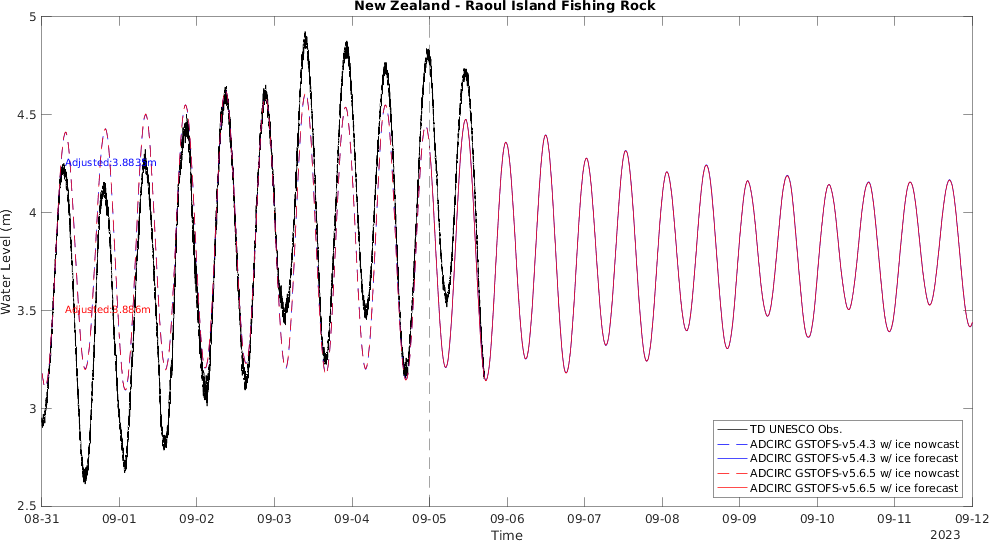 New Zealand - Raoul Island Fishing Rock
5
4.5
4
3.5
3
2.5
Water Level (m)
Adjusted:3.883
Adjusted:3.886m
08-31 09-01 09-02 09-03 09-04 09-05 09-06 09-07 09-08 09-09 09-10 09-11 09-12
Time
2023
TD UNESCO Obs.
ADCIRC GSTOFS-v5.4.3 w/ ice nowcast
ADCIRC GSTOFS-v5.4.3 w/ ice forecast
ADCIRC GSTOFS-v5.6.5 w/ ice nowcast
ADCIRC GSTOFS-v5.6.5 w/ ice forecast